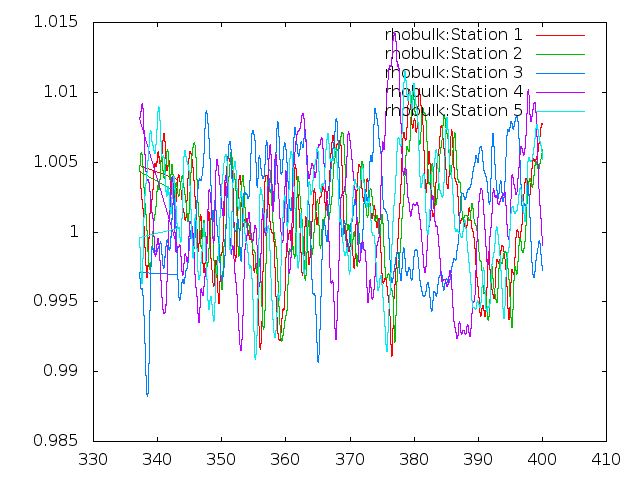 1.015
1.01
1.005
1
0.995
0.99
0.985
330 340 350 360 370 380 390 400 410
rhobulk:Station 1
rhobulk:Station 2
rhobulk:Station 3
rhobulk:Station 4
rhobulk:Station 5